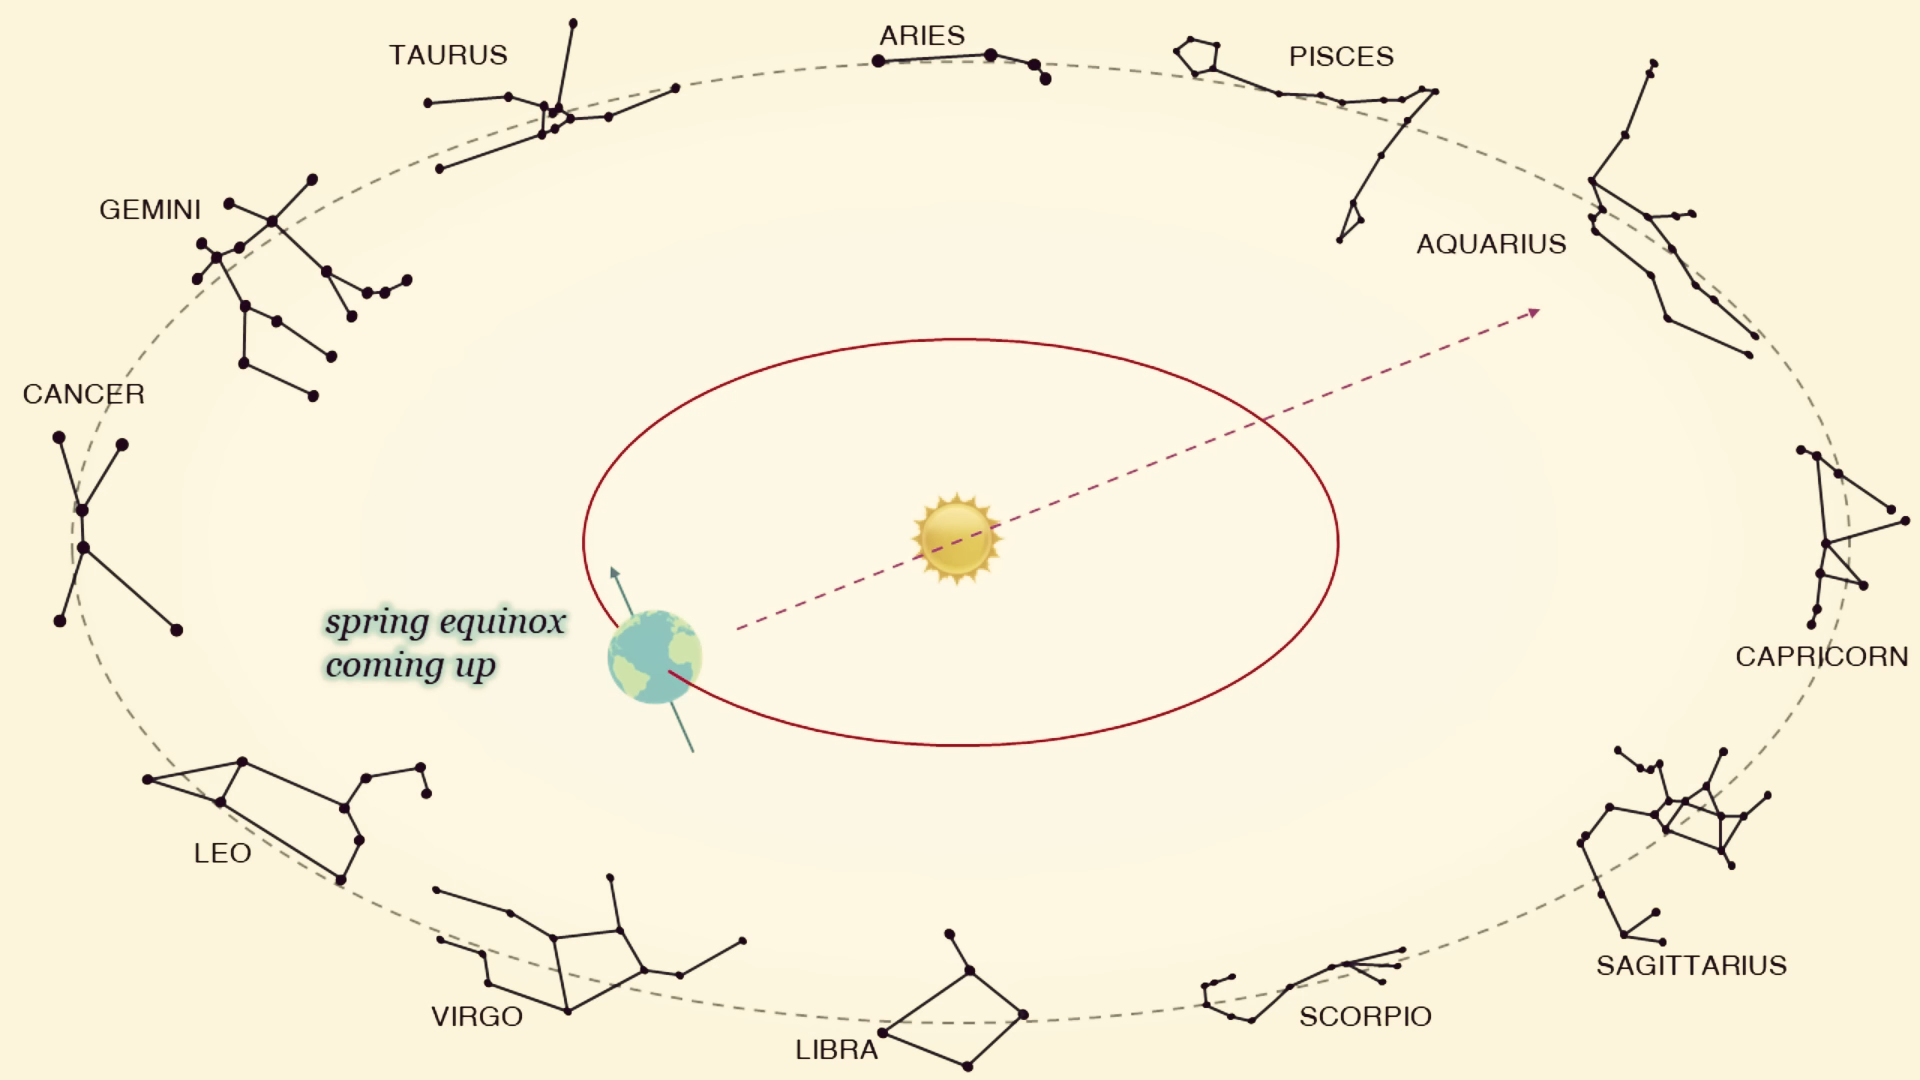 TAURUS
ARIES
PISCES
GEMINI
AQUARIUS
CANCER
spring equinox
coming up
CAPRICORN
LEO
SAGITTARIUS
VIRGO
SCORPIO
LIBRA